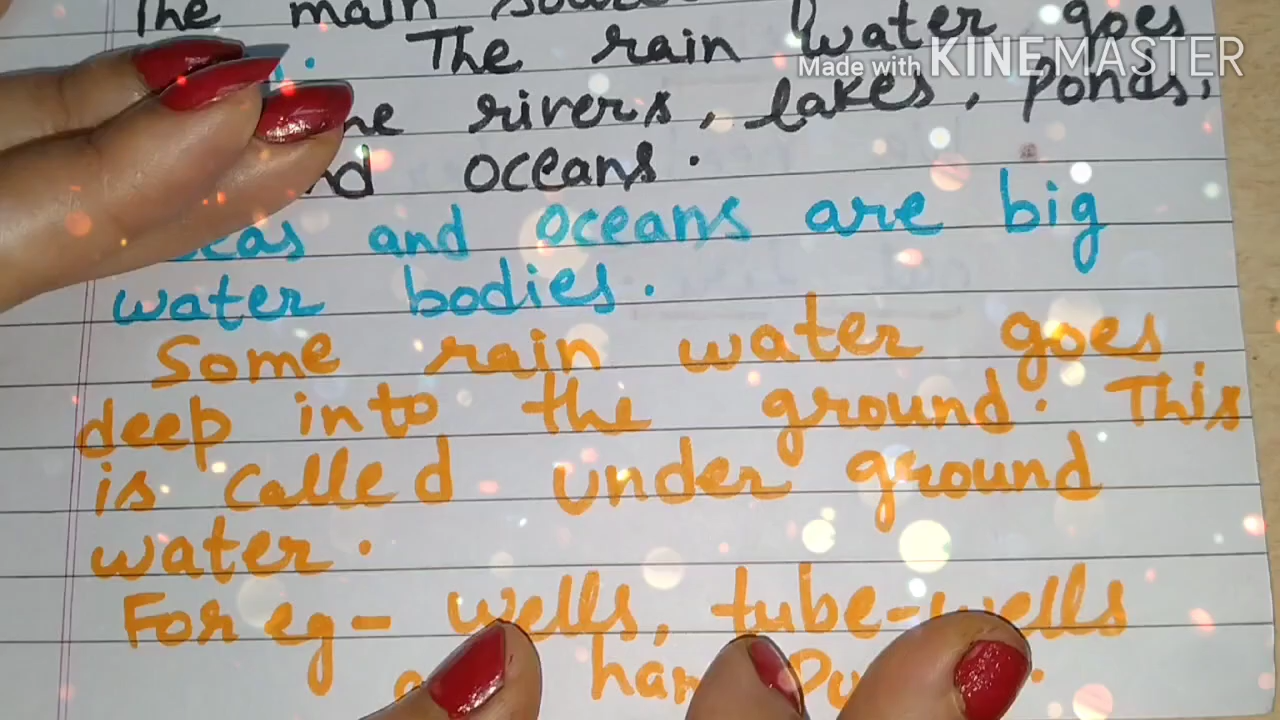 The main
The rain water goes
Made with KINEMASTER
rivers, lakes, Ponds,
oceans.
and oceans are big
water bodies.
Some rain water goes
deep into the ground. This
is called under ground
water.
For eg - wells, tube-wells